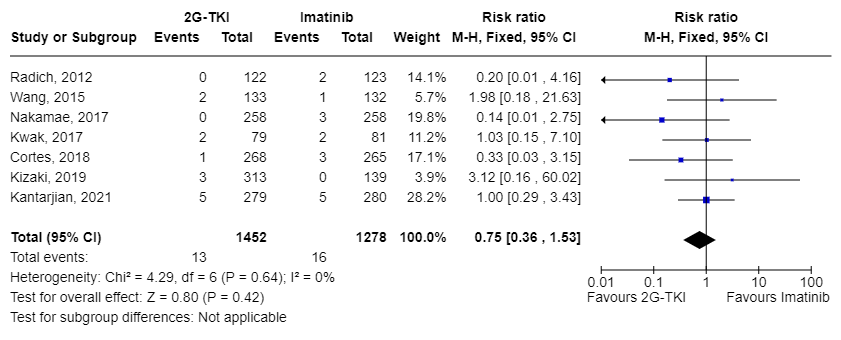 2G-TKI Imatinib Risk ratio Risk ratio
Study or Subgroup Events Total Events Total Weight M-H, Fixed, 95% CI M-H, Fixed, 95% CI
Radich, 2012 0 122 2 123 14.1% 0.20 [0.01 , 4.16]
Wang, 2015 2 133 1 132 5.7% 1.98 [0.18 , 21.63]
Nakamae, 2017 0 258 3 258 19.8% 0.14 [0.01 , 2.75]
Kwak, 2017 2 79 2 81 11.2% 1.03 [0.15 , 7.10]
Cortes, 2018 1 268 3 265 17.1% 0.33 [0.03 , 3.15]
Kizaki, 2019 3 313 0 139 3.9% 3.12 [0.16 , 60.02]
Kantarjian, 2021 5 279 5 280 28.2% 1.00 [0.29 , 3.43]
Total (95% CI) 1452 1278 100.0% 0.75 [0.36 , 1.53]
Total events: 13 16
Heterogeneity: Chi² = 4.29, df = 6 (P = 0.64); I² = 0%
Test for overall effect: Z = 0.80 (P = 0.42)
Test for subgroup differences: Not applicable
0.01 0.1 1 10 100
Favours 2G-TKI Favours Imatinib